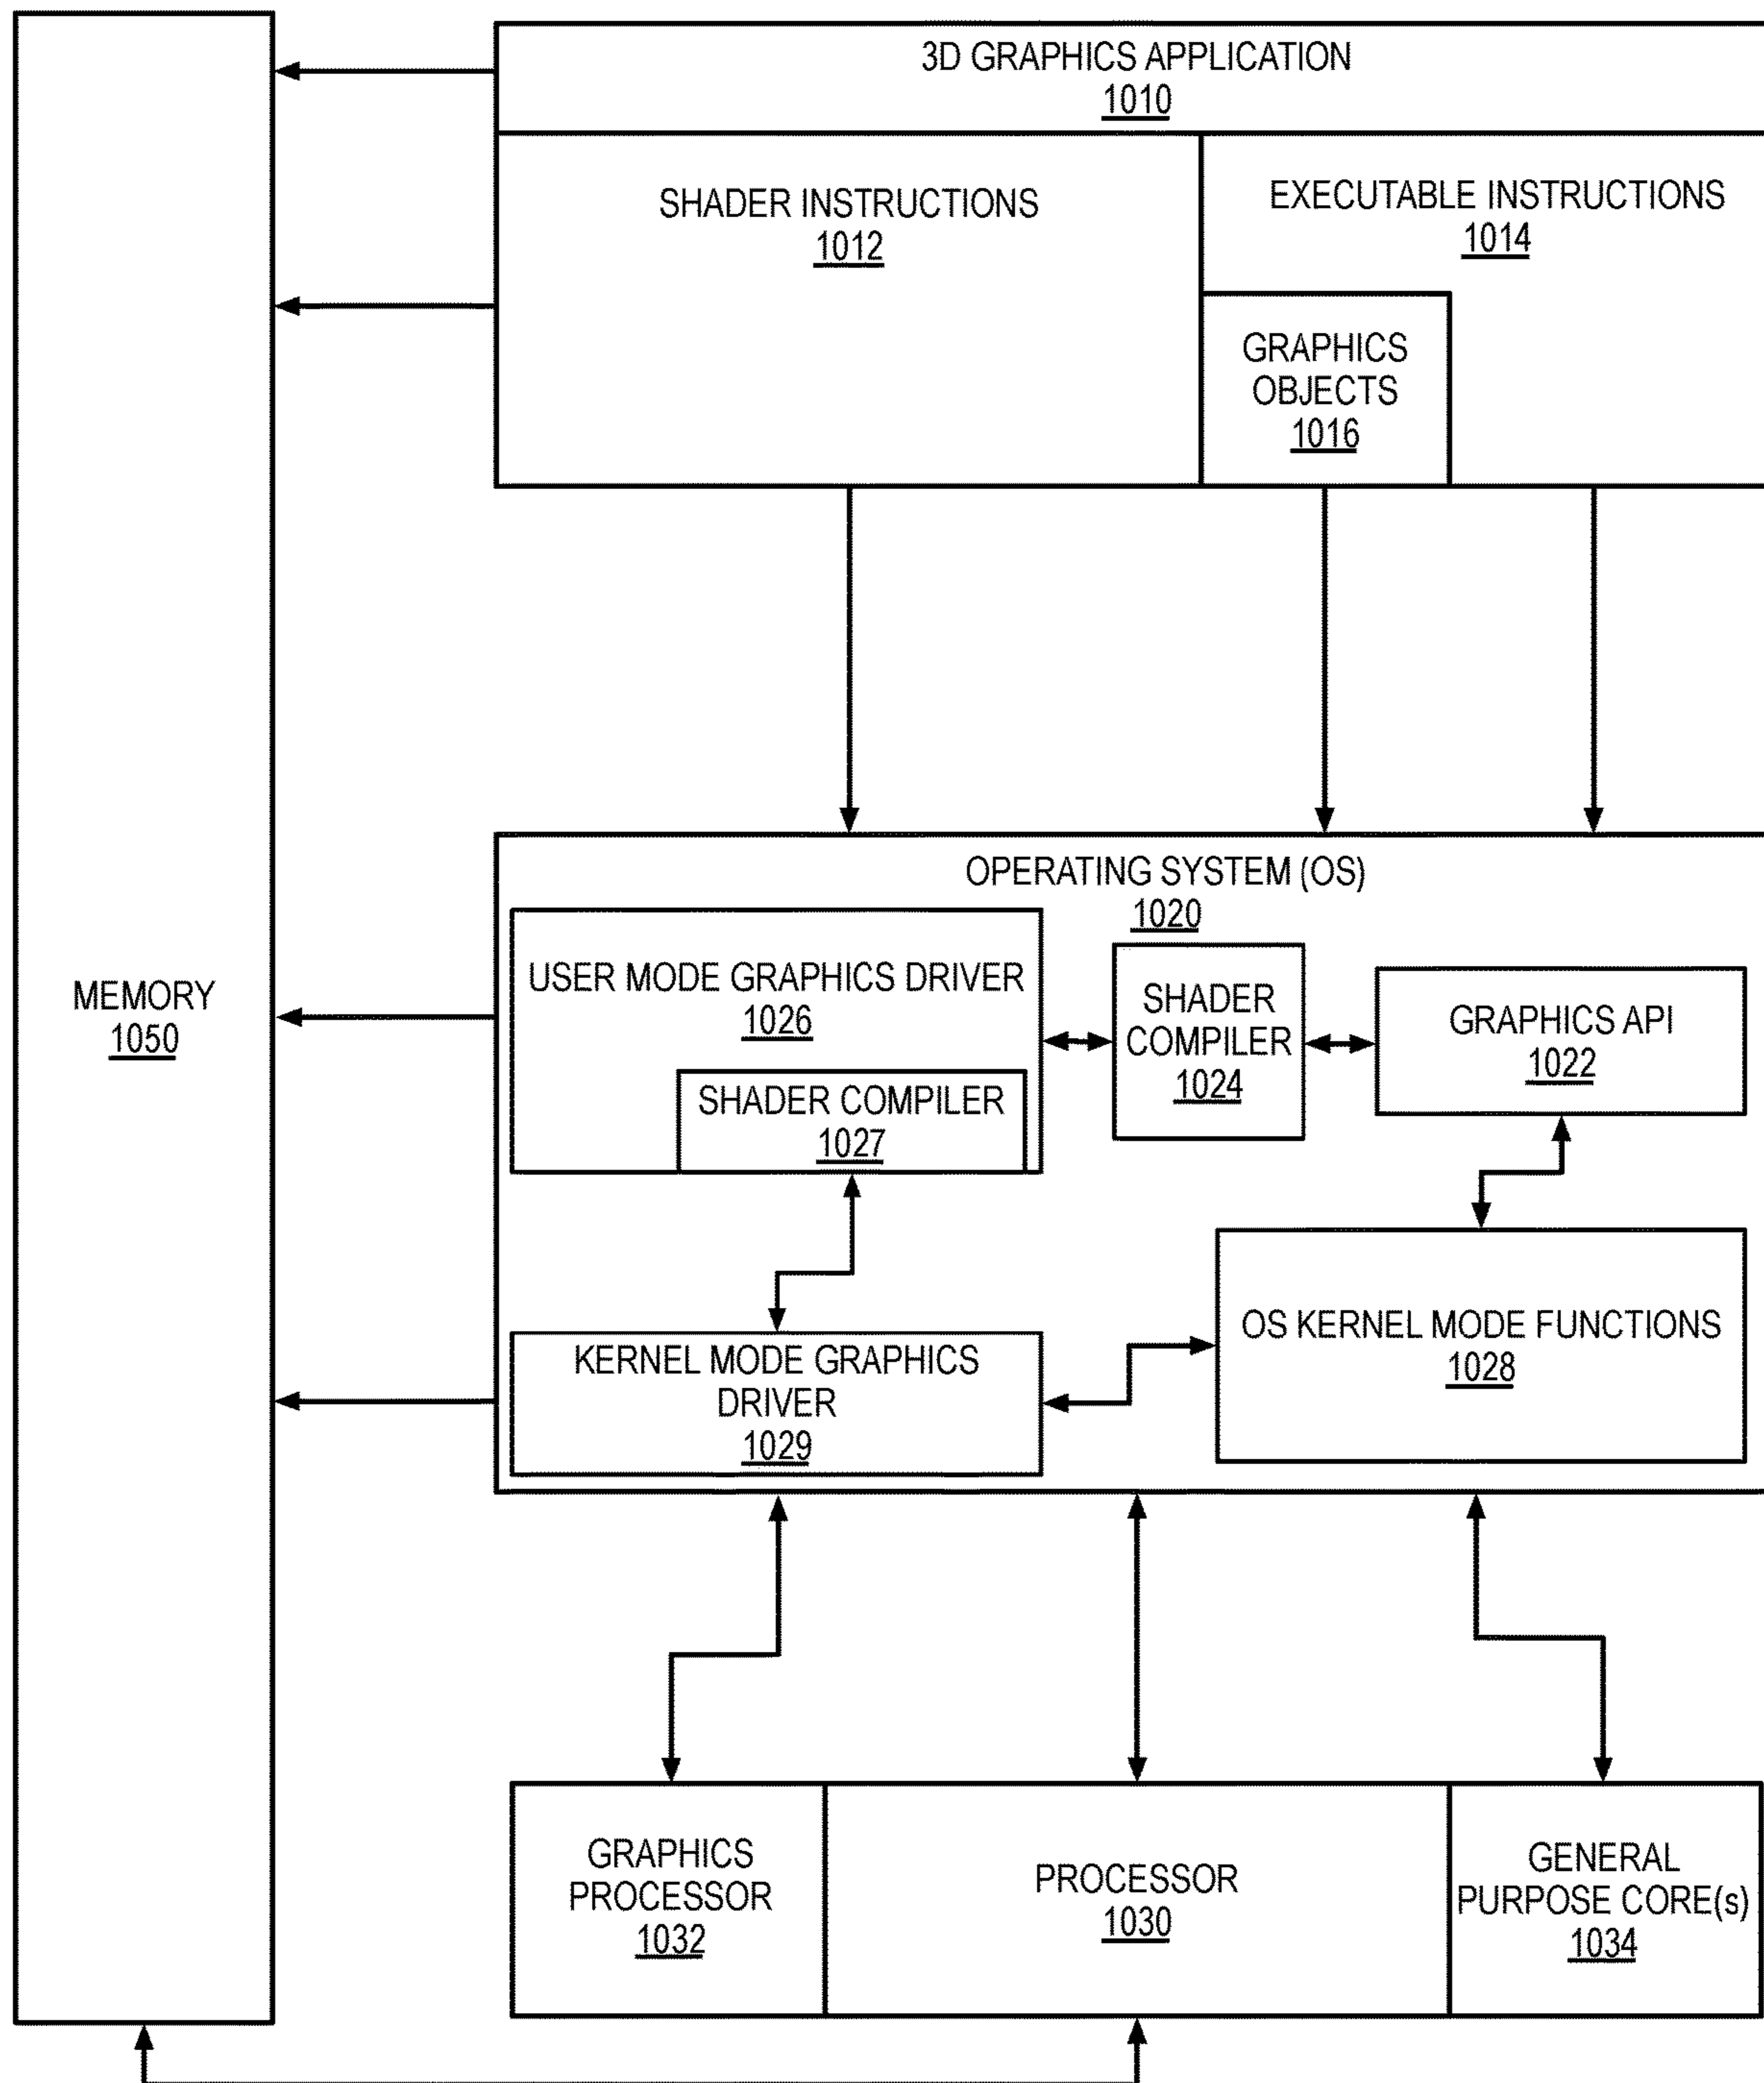 3D GRAPHICS APPLICATION
1010
SHADER INSTRUCTIONS
1012
EXECUTABLE INSTRUCTIONS
1014
GRAPHICS
OBJECTS
1016
MEMORY
1050
OPERATING SYSTEM (OS)
1020
USER MODE GRAPHICS DRIVER
1026
SHADER COMPILER
1027
SHADER
COMPILER
1024
GRAPHICS API
1022
KERNEL MODE GRAPHICS
DRIVER
1029
OS KERNEL MODE FUNCTIONS
1028
GRAPHICS
PROCESSOR
1032
PROCESSOR
1030
GENERAL
PURPOSE CORE(s)
1034